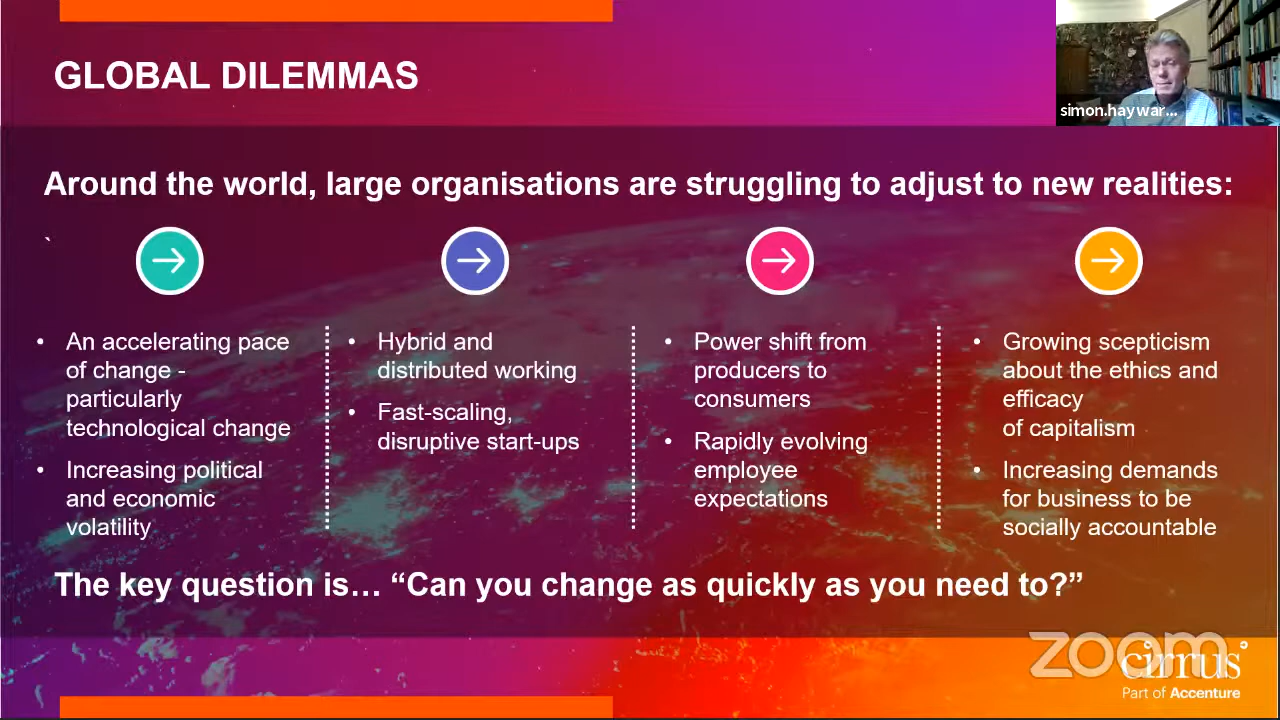 GLOBAL DILEMMAS
simon.haywar...
Around the world, large organisations are struggling to adjust to new realities:
`
• An accelerating pace
of change -
particularly
technological change
• Increasing political
and economic
volatility
• Hybrid and
distributed working
• Fast-scaling,
disruptive start-ups
• Power shift from
producers to
consumers
• Rapidly evolving
employee
expectations
• Growing scepticism
about the ethics and
efficacy
of capitalism
• Increasing demands
for business to be
socially accountable
The key question is… “Can you change as quickly as you need to?”
zoom
cirrus
Part of Accenture